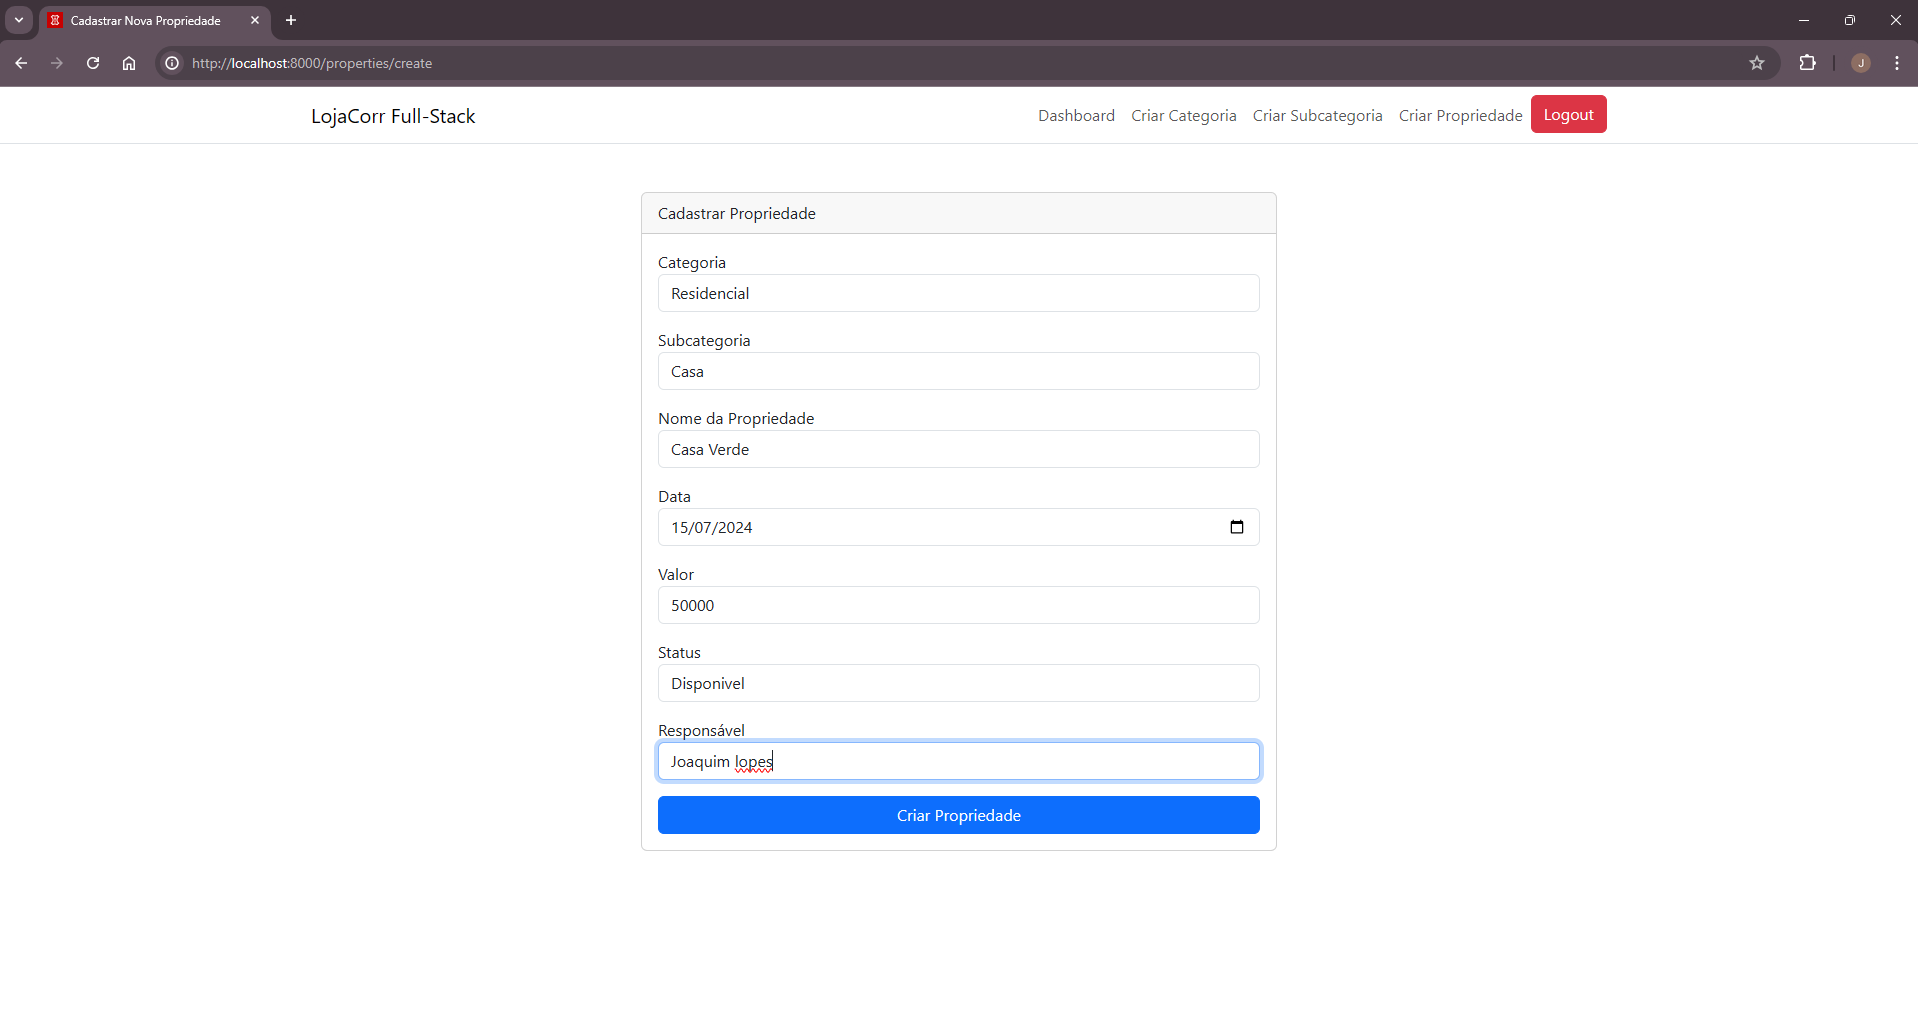 Cadastrar Nova Propriedade
http://localhost:8000/properties/create
J
LojaCorr Full-Stack
Dashboard Criar Categoria Criar Subcategoria Criar Propriedade Logout
Cadastrar Propriedade
Categoria
Residencial
Subcategoria
Casa
Nome da Propriedade
Casa Verde
Data
15/07/2024
Valor
50000
Status
Disponivel
Responsável
Joaquim lopes
Criar Propriedade